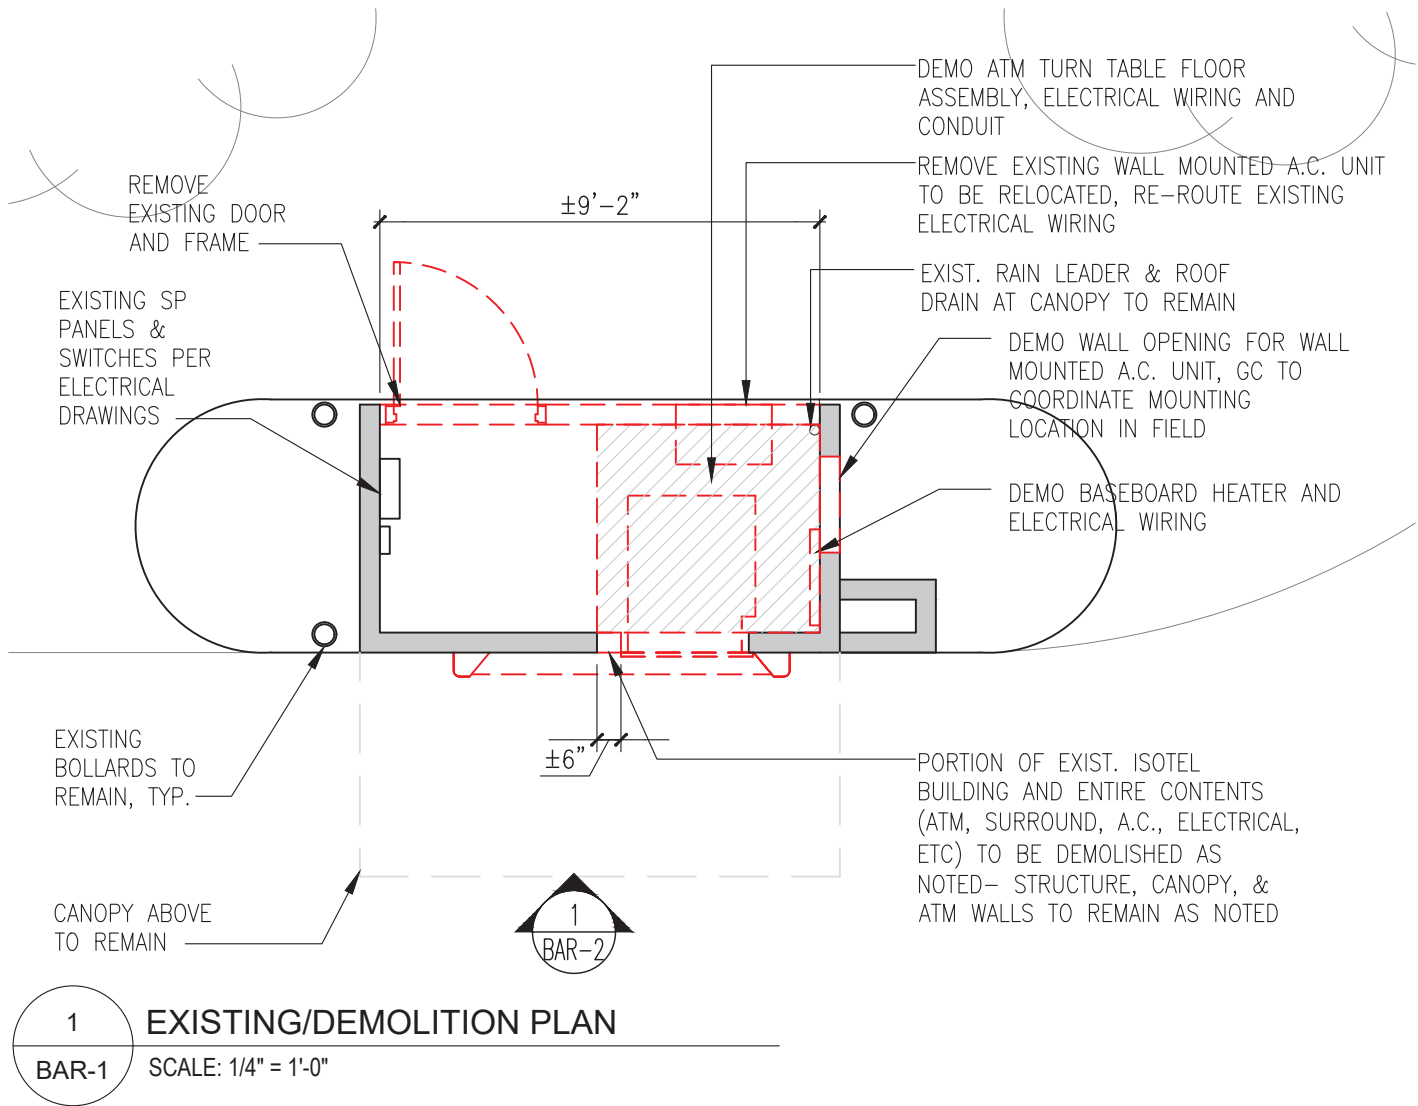 DEMO ATM TURN TABLE FLOOR
ASSEMBLY, ELECTRICAL WIRING AND
CONDUIT
REMOVE EXISTING WALL MOUNTED A.C. UNIT
TO BE RELOCATED, RE-ROUTE EXISTING
ELECTRICAL WIRING
REMOVE
EXISTING DOOR
AND FRAME
±9'-2"
EXIST. RAIN LEADER & ROOF
DRAIN AT CANOPY TO REMAIN
EXISTING SP
PANELS &
SWITCHES PER
ELECTRICAL
DRAWINGS
DEMO WALL OPENING FOR WALL
MOUNTED A.C. UNIT, GC TO
COORDINATE MOUNTING
LOCATION IN FIELD
DEMO BASEBOARD HEATER AND
ELECTRICAL WIRING
EXISTING
BOLLARDS TO
REMAIN, TYP.
±6"
PORTION OF EXIST. ISOTEL
BUILDING AND ENTIRE CONTENTS
(ATM, SURROUND, A.C., ELECTRICAL,
ETC) TO BE DEMOLISHED AS
NOTED- STRUCTURE, CANOPY, &
ATM WALLS TO REMAIN AS NOTED
CANOPY ABOVE
TO REMAIN
1
BAR-2
1
BAR-1
EXISTING/DEMOLITION PLAN
SCALE: 1/4" = 1'-0"